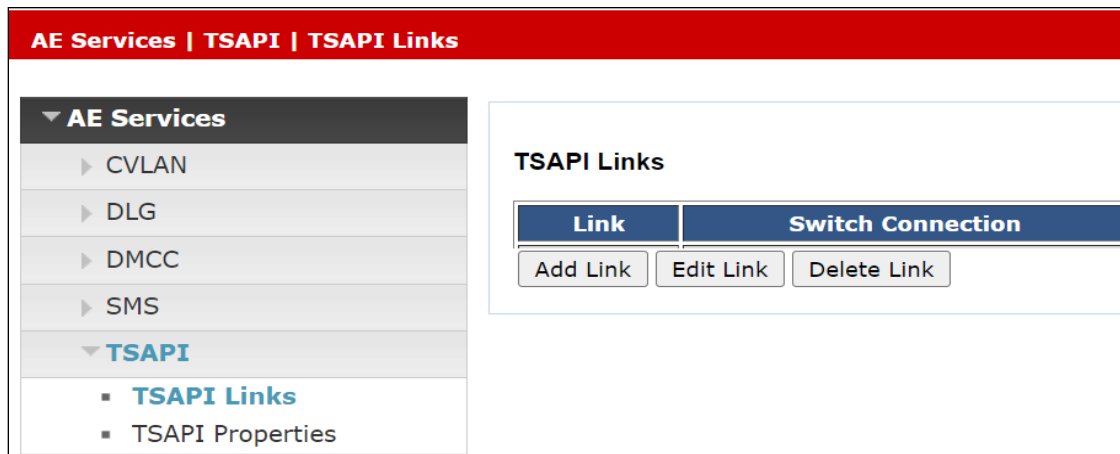 AE Services | TSAPI | TSAPI Links
AE Services
CVLAN
DLG
DMCC
SMS
TSAPI
TSAPI Links
TSAPI Properties
TSAPI Links
Link Switch Connection
Add Link Edit Link Delete Link